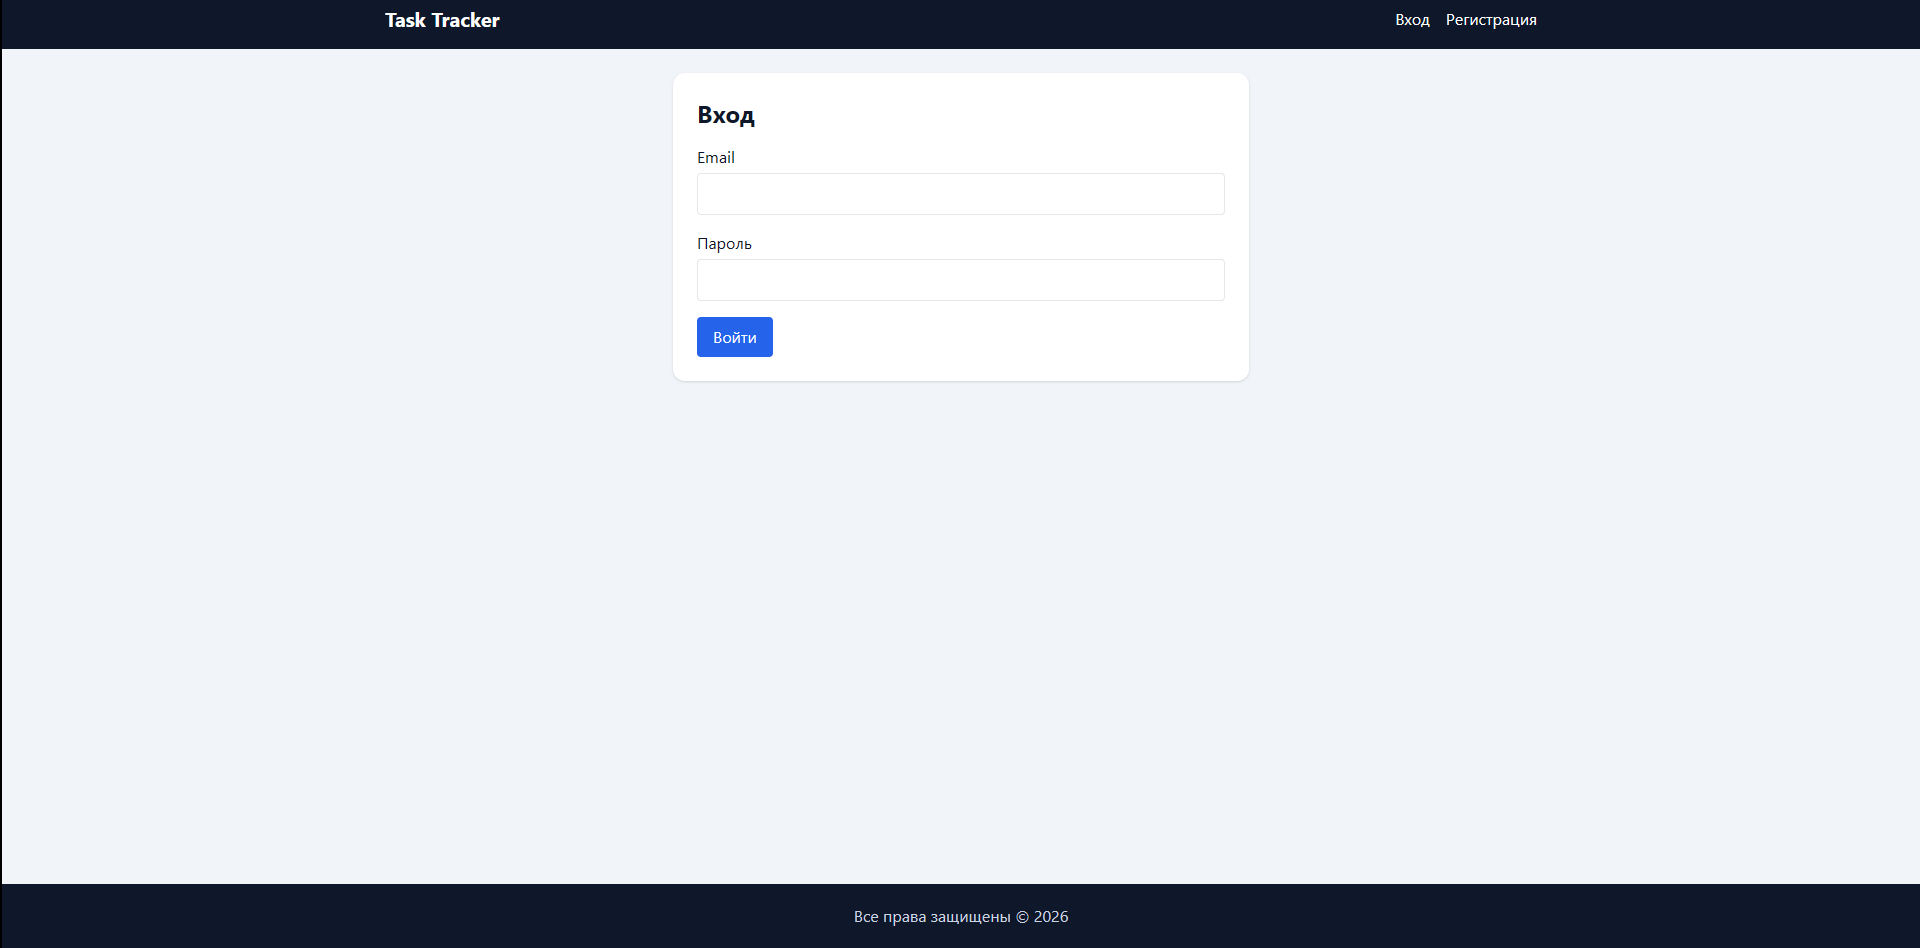 Task Tracker
Вход Регистрация
Вход
Email
Пароль
Войти
Все права защищены © 2026